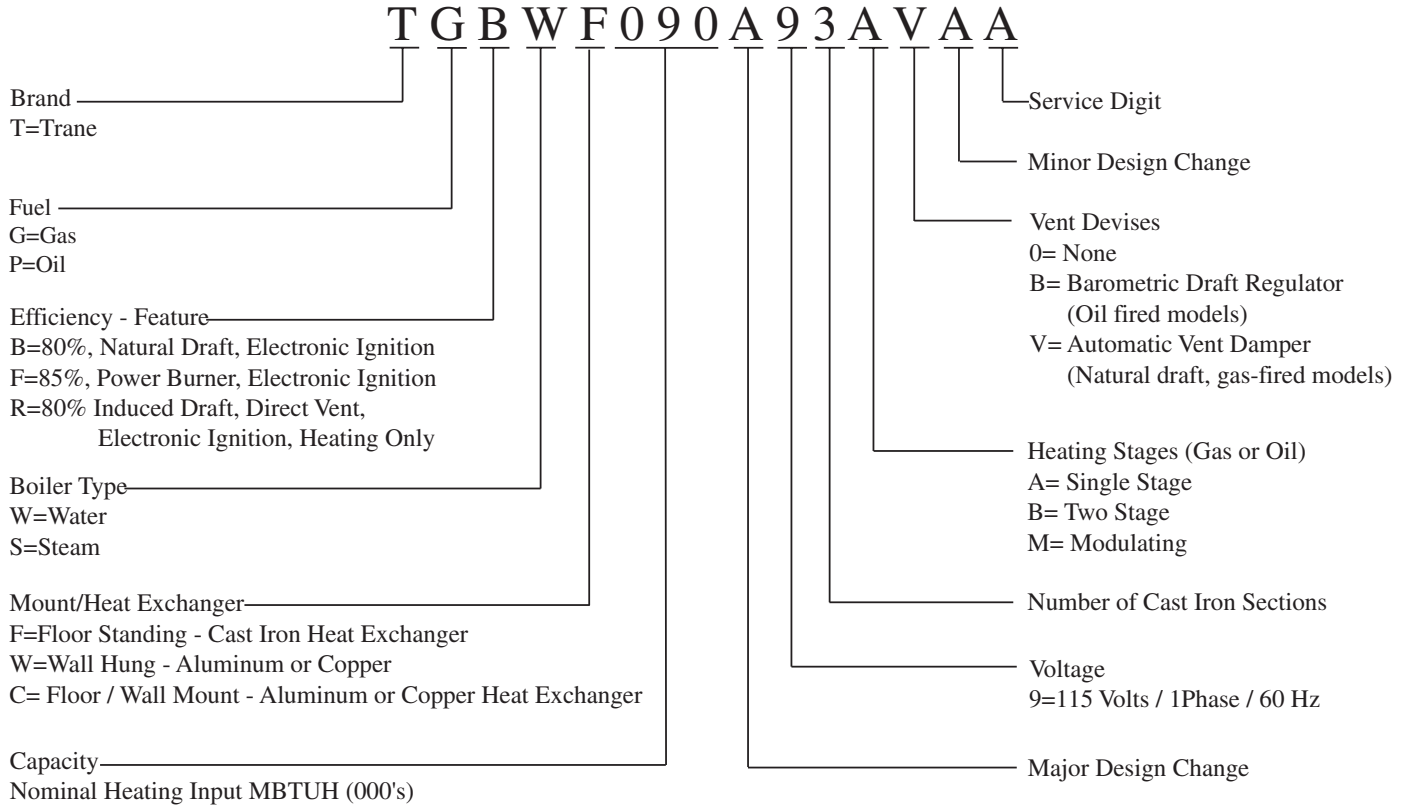 T G B W F 0 9 0 A 9 3 A V A A
Brand
T=Trane
Fuel
G=Gas
P=Oil
Efficiency - Feature
B=80%, Natural Draft, Electronic Ignition
F=85%, Power Burner, Electronic Ignition
R=80% Induced Draft, Direct Vent,
Electronic Ignition, Heating Only
Boiler Type
W=Water
S=Steam
Mount/Heat Exchanger
F=Floor Standing - Cast Iron Heat Exchanger
W=Wall Hung - Aluminum or Copper
C= Floor / Wall Mount - Aluminum or Copper Heat Exchanger
Capacity
Nominal Heating Input MBTUH (000's)
Service Digit
Minor Design Change
Vent Devises
0= None
B= Barometric Draft Regulator
(Oil fired models)
V= Automatic Vent Damper
(Natural draft, gas-fired models)
Heating Stages (Gas or Oil)
A= Single Stage
B= Two Stage
M= Modulating
Number of Cast Iron Sections
Voltage
9=115 Volts / 1Phase / 60 Hz
Major Design Change